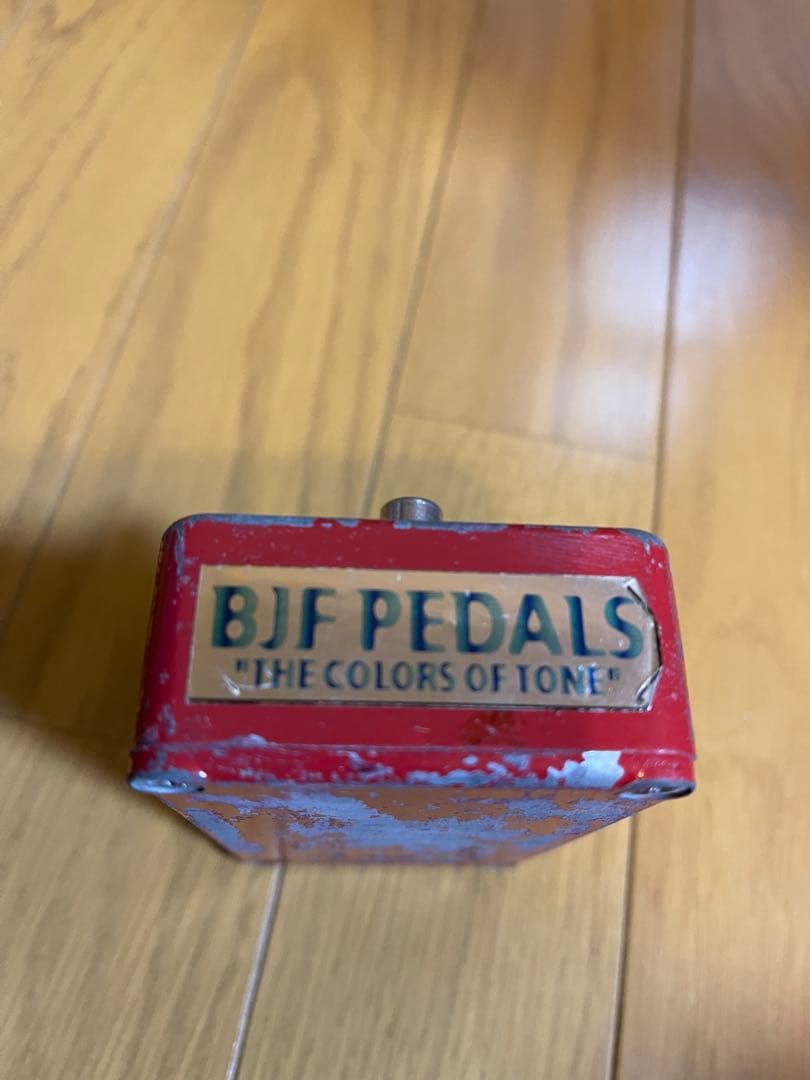 BJF PEDALS
"THE COLORS OF TONE"